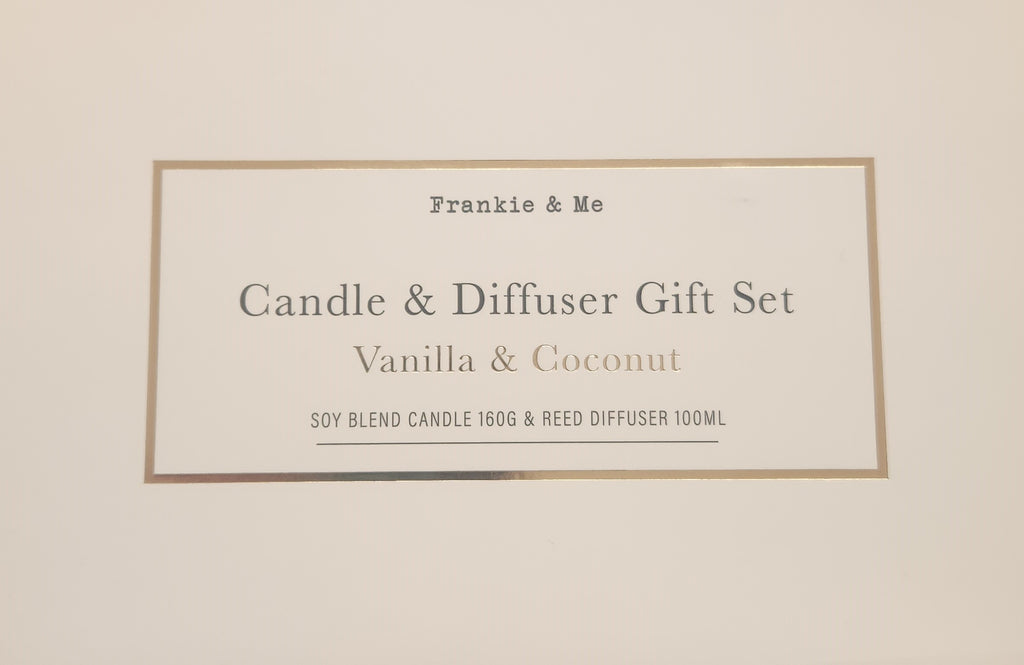 Frankie & Me
Candle & Diffuser Gift Set
Vanilla & Coconut
SOY BLEND CANDLE 160G & REED DIFFUSER 100ML